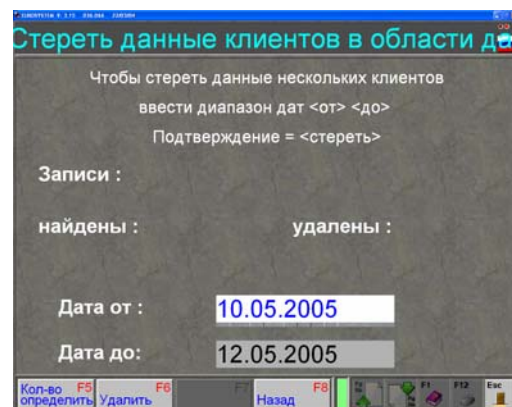 Стереть данные клиентов в области да
Чтобы стереть данные нескольких клиентов
ввести диапазон дат <от> <до>
Подтверждение = <стереть>
Записи :
найдены : удалены :
Дата от : 10.05.2005
Дата до: 12.05.2005
Кол-во определить F5 Удалить F6 F7 Назад F8 F1 F12 Esc